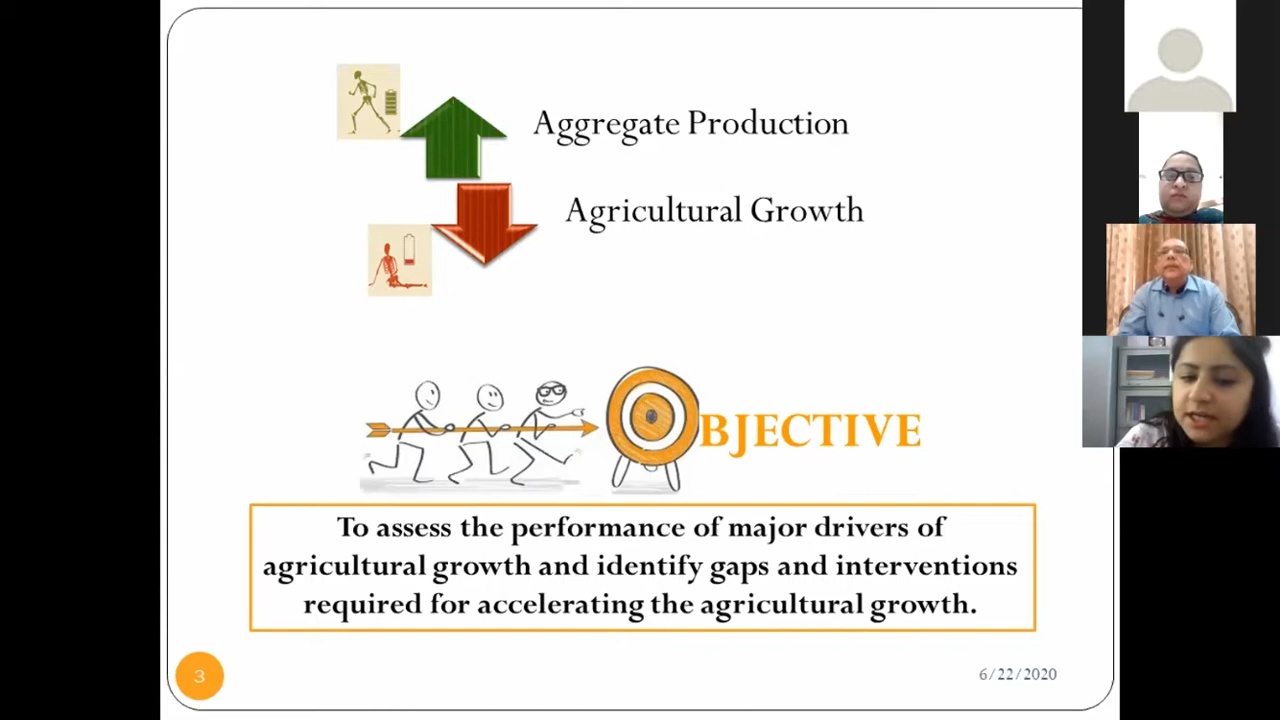 Aggregate Production
Agricultural Growth
BJECTIVE
To assess the performance of major drivers of
agricultural growth and identify gaps and interventions
required for accelerating the agricultural growth.
3
6/22/2020